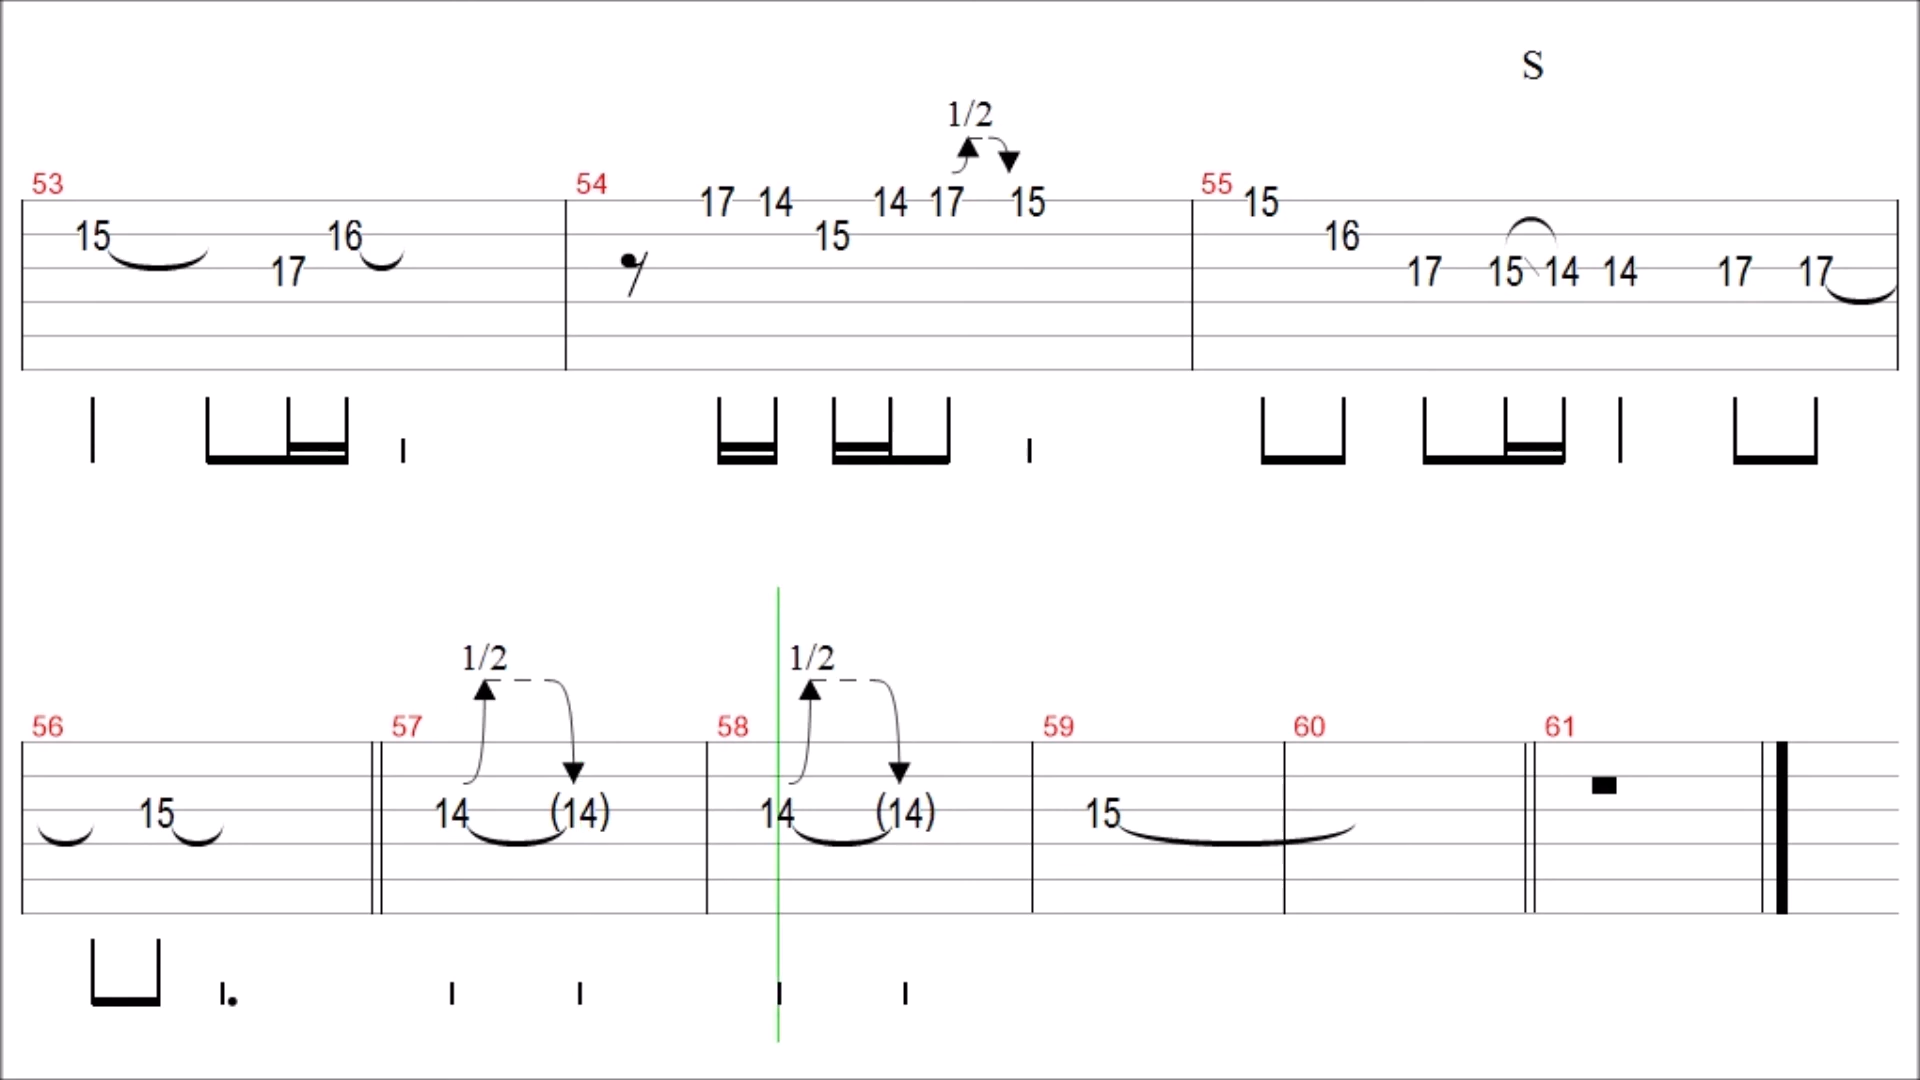 S
1/2
53 54 17 14 14 17 15 55 15
15 16 15 16
17 17 15 14 14 17 17
1/2 1/2
56 57 58 59 60 61
15 14 (14) 14 (14) 15